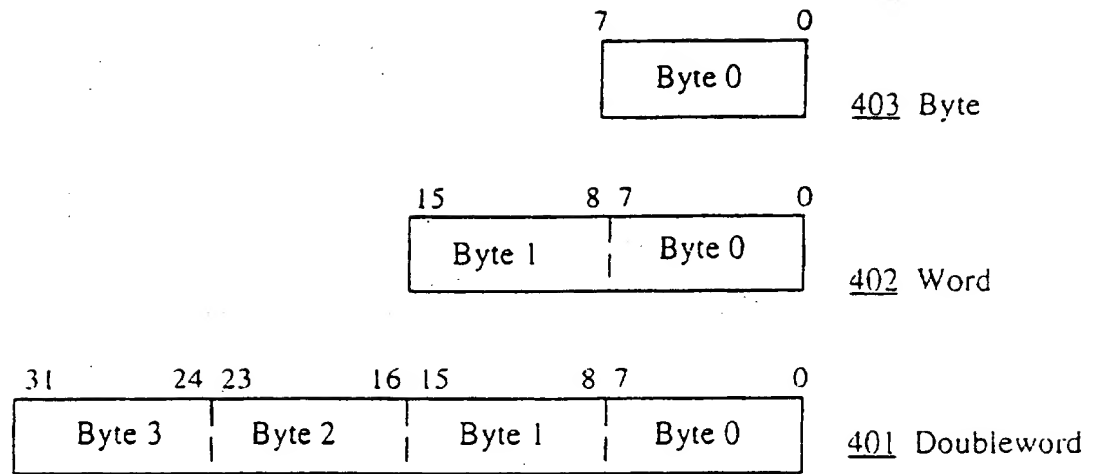 7 0
Byte 0
403 Byte
15 8 7 0
Byte 1 Byte 0
402 Word
31 24 23 16 15 8 7 0
Byte 3 Byte 2 Byte 1 Byte 0
401 Doubleword